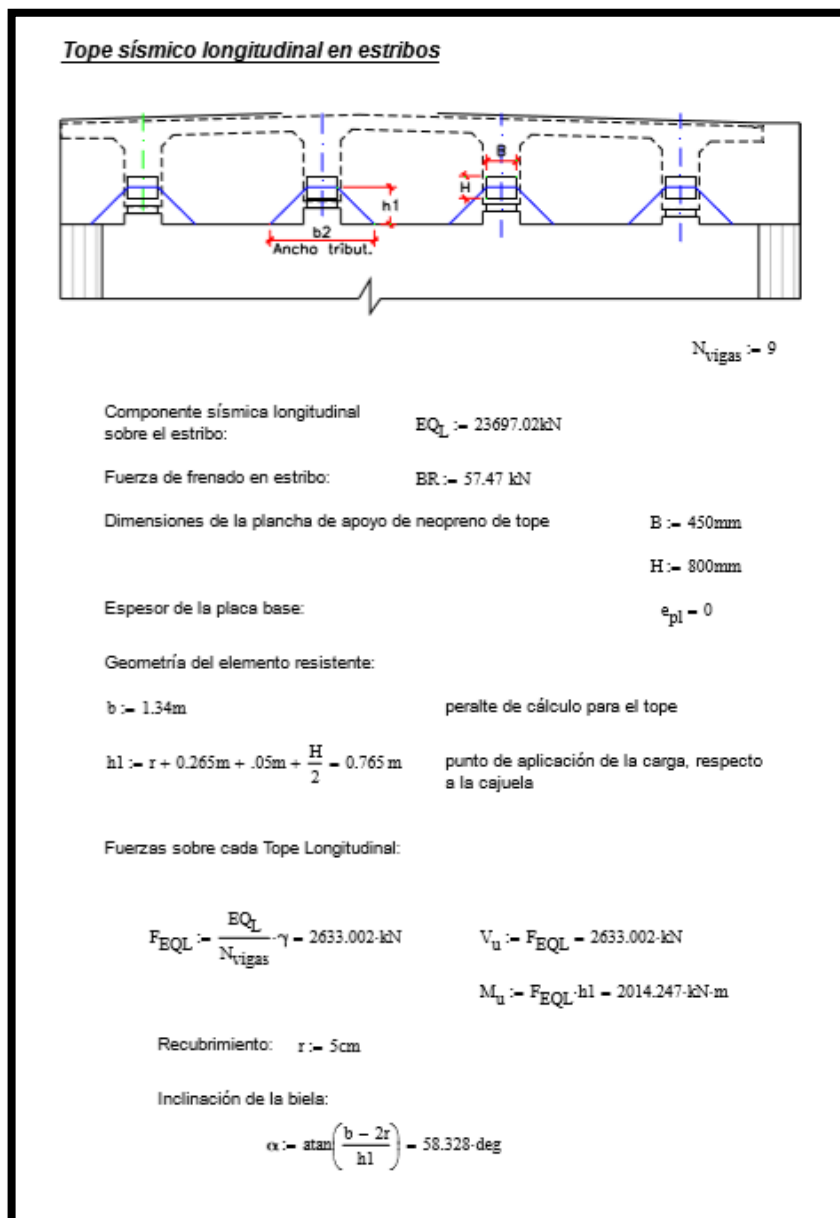 Tope sísmico longitudinal en estribos
B
H
h1
b2
Ancho tribut.
N_vigas := 9
Componente sísmica longitudinal sobre el estribo: EQ_L := 23697.02kN
Fuerza de frenado en estribo: BR := 57.47 kN
Dimensiones de la plancha de apoyo de neopreno de tope B := 450mm
H := 800mm
Espesor de la placa base: e_pl = 0
Geometría del elemento resistente:
b := 1.34m peralte de cálculo para el tope
h1 := r + 0.265m + .05m + H/2 = 0.765 m punto de aplicación de la carga, respecto a la cajuela
Fuerzas sobre cada Tope Longitudinal:
F_EQL := EQ_L/N_vigas·γ = 2633.002·kN V_u := F_EQL = 2633.002·kN
M_u := F_EQL·h1 = 2014.247·kN·m
Recubrimiento: r := 5cm
Inclinación de la biela:
α := atan((b − 2r)/h1) = 58.328·deg